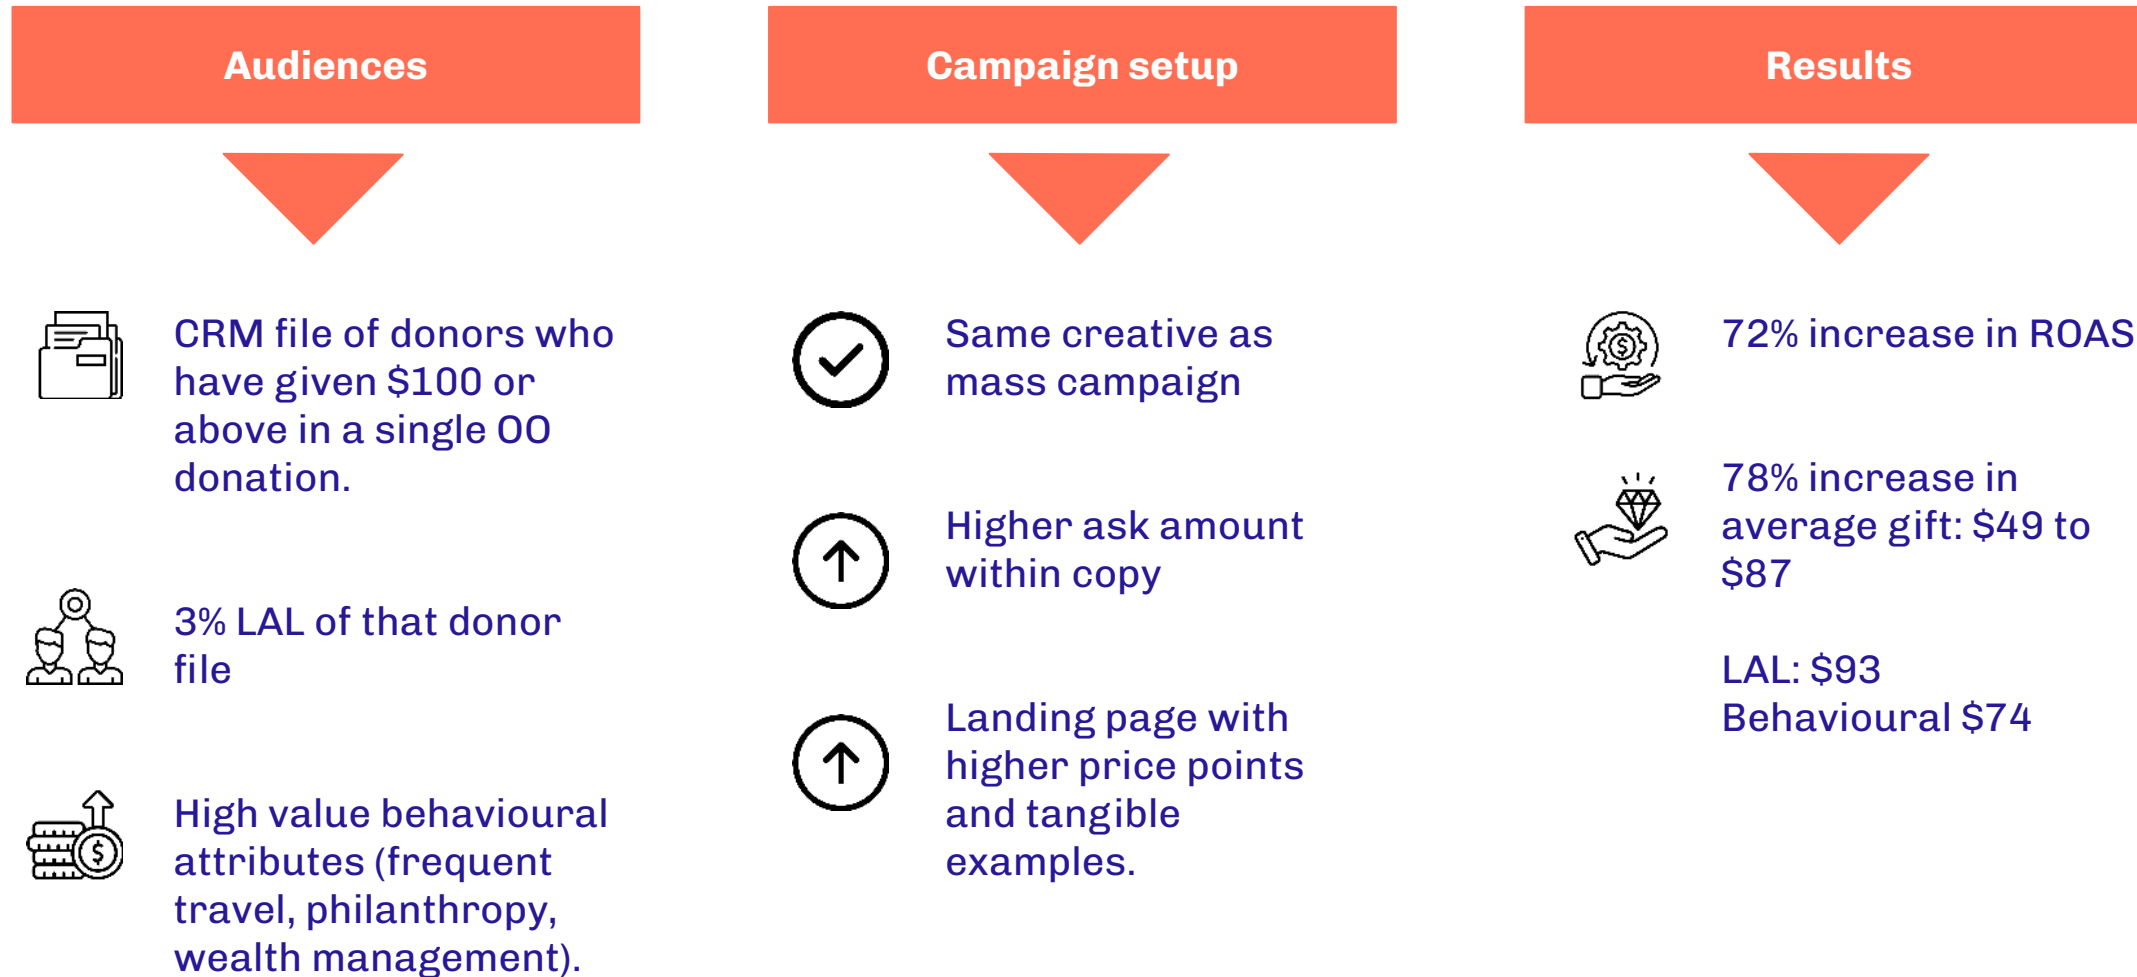 Audiences
CRM file of donors who
have given $100 or
above in a single OO
donation.
3% LAL of that donor
file
High value behavioural
attributes (frequent
travel, philanthropy,
wealth management).
Campaign setup
Same creative as
mass campaign
Higher ask amount
within copy
Landing page with
higher price points
and tangible
examples.
Results
72% increase in ROAS
78% increase in
average gift: $49 to
$87
LAL: $93
Behavioural $74